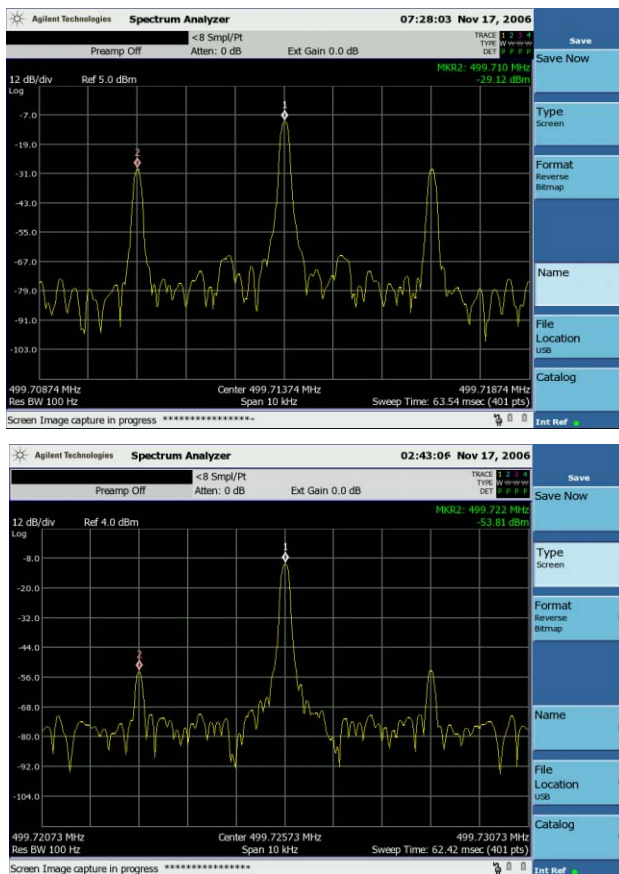 Agilent Technologies Spectrum Analyzer 07:28:03 Nov 17, 2006
<8 Smpl/Pt TRACE 1 2 3 4
TYPE W W W W
Preamp Off Atten: 0 dB Ext Gain 0.0 dB DET P P P P
MKR2: 499.710 MHz
12 dB/div Ref 5.0 dBm -29.12 dBm
Log
1
-7.0
-19.0
2
-31.0
-43.0
-55.0
-67.0
-79.0
-91.0
-103.0
499.70874 MHz Center 499.71374 MHz 499.71874 MHz
Res BW 100 Hz Span 10 kHz Sweep Time: 63.54 msec (401 pts)
Screen Image capture in progress ****************-
Save
Save Now
Type
Screen
Format
Reverse
Bitmap
Name
File
Location
USB
Catalog
Int Ref
Agilent Technologies Spectrum Analyzer 02:43:06 Nov 17, 2006
<8 Smpl/Pt TRACE 1 2 3 4
TYPE W W W W
Preamp Off Atten: 0 dB Ext Gain 0.0 dB DET P P P P
MKR2: 499.722 MHz
12 dB/div Ref 4.0 dBm -53.81 dBm
Log
1
-8.0
-20.0
-32.0
-44.0
2
-56.0
-68.0
-80.0
-92.0
-104.0
499.72073 MHz Center 499.72573 MHz 499.73073 MHz
Res BW 100 Hz Span 10 kHz Sweep Time: 62.42 msec (401 pts)
Screen Image capture in progress ****************
Save
Save Now
Type
Screen
Format
Reverse
Bitmap
Name
File
Location
USB
Catalog
Int Ref